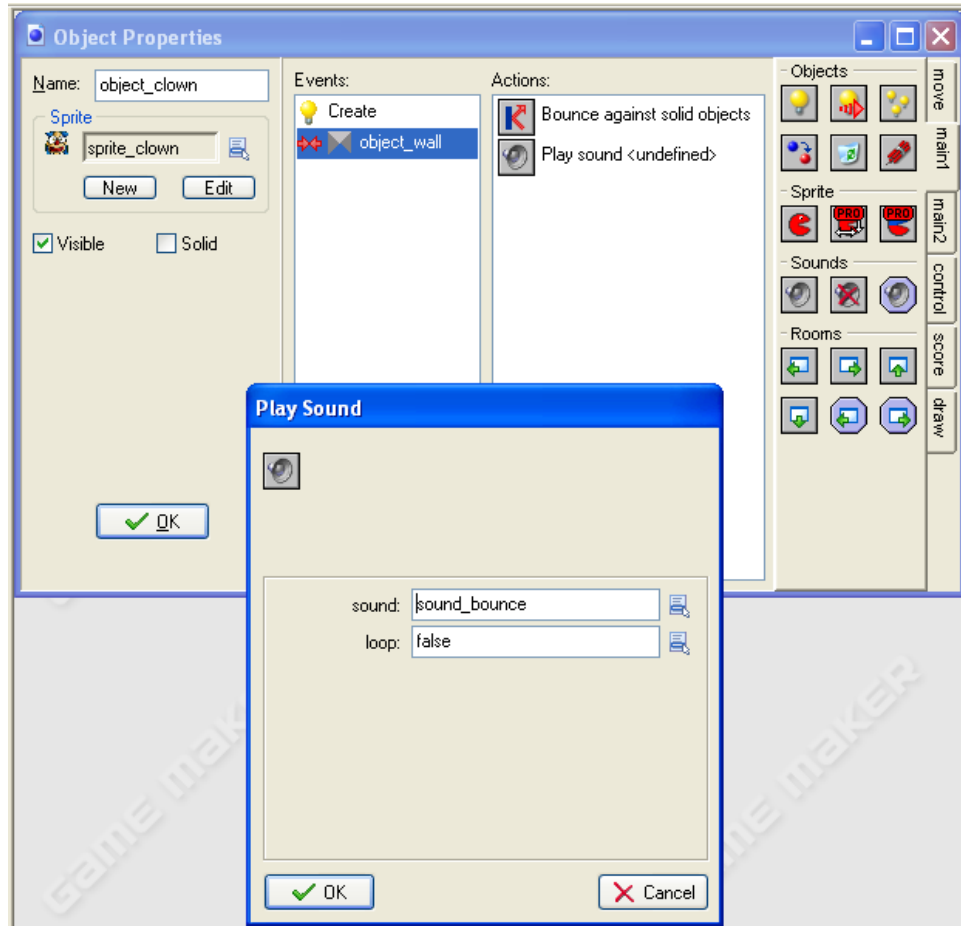 Object Properties
Name: object_clown
Sprite
sprite_clown
New Edit
Visible Solid
OK
Events:
Create
object_wall
Actions:
Bounce against solid objects
Play sound <undefined>
Objects
PRO PRO
Sprite
Sounds
Rooms
move
main1
main2
control
score
draw
Play Sound
sound: sound_bounce
loop: false
OK Cancel
Game maker
Game maker